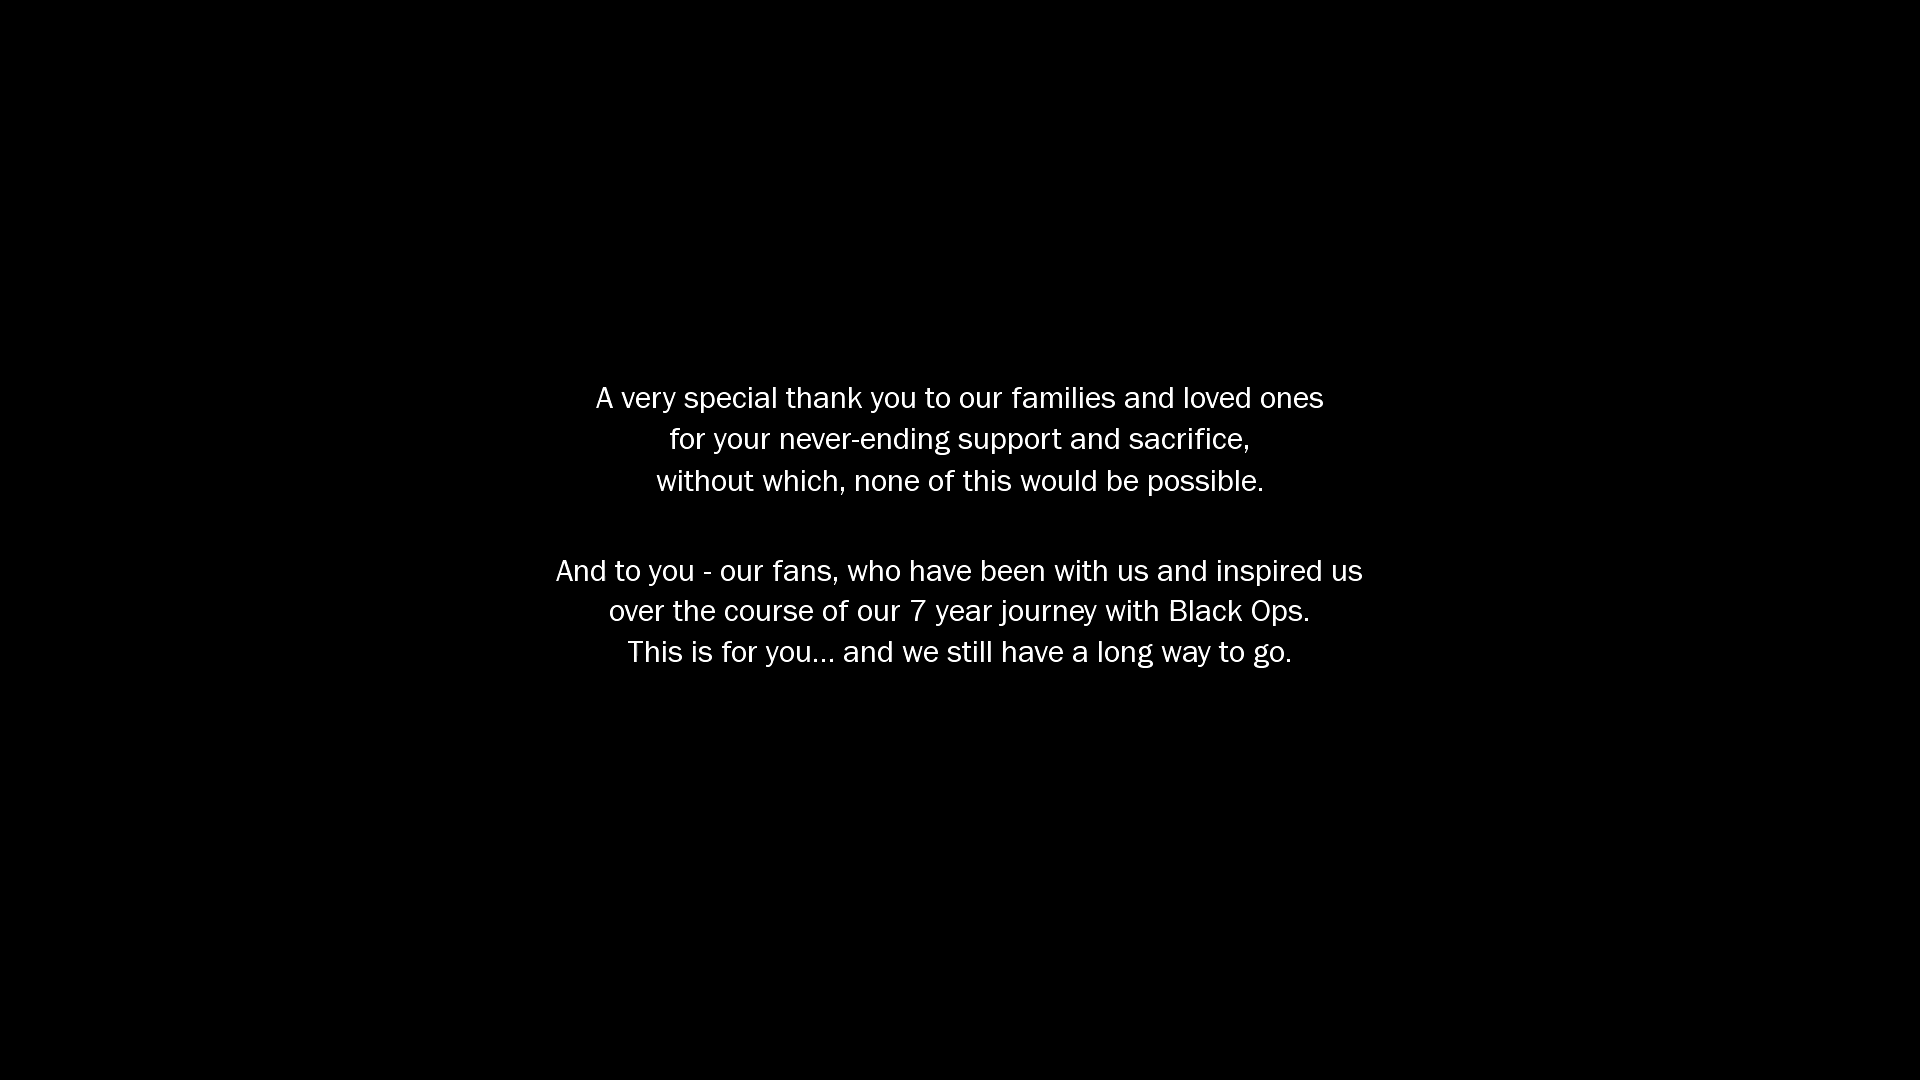 A very special thank you to our families and loved ones
for your never-ending support and sacrifice,
without which, none of this would be possible.
And to you - our fans, who have been with us and inspired us
over the course of our 7 year journey with Black Ops.
This is for you... and we still have a long way to go.